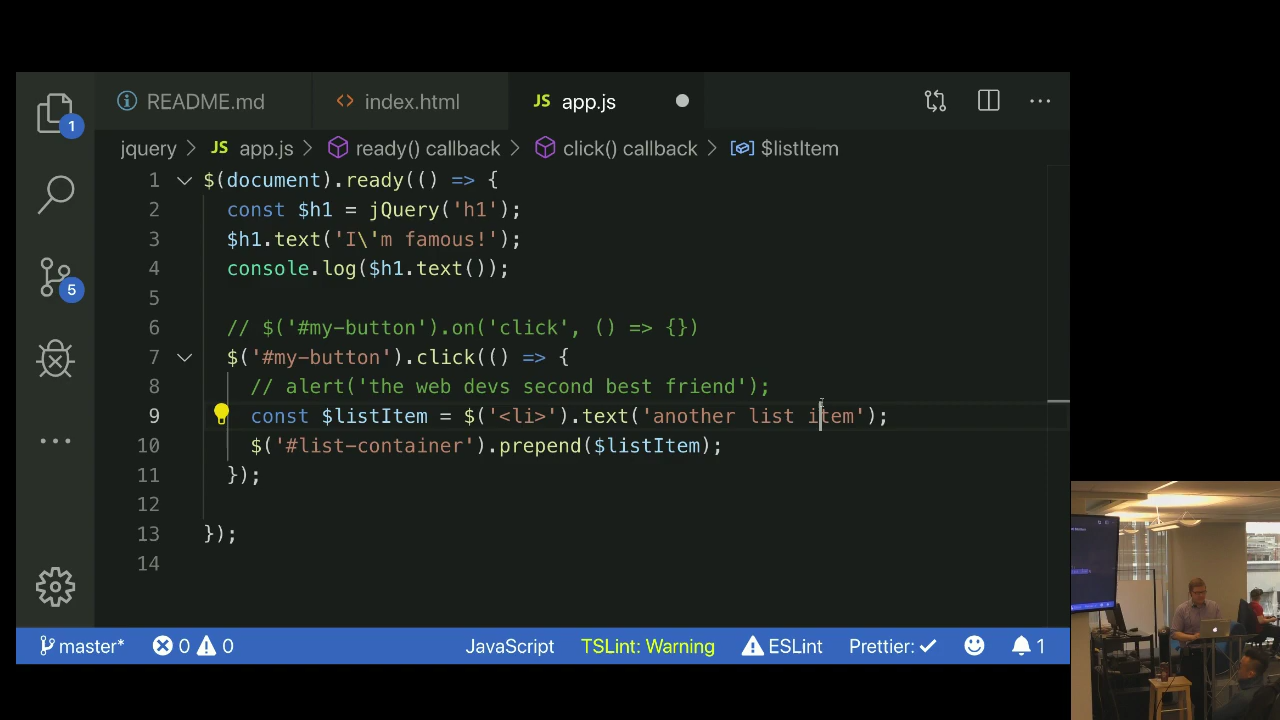 README.md
index.html
JS app.js
1
jquery > JS app.js > ready() callback > click() callback > $listItem
1 $(document).ready(() => {
2 const $h1 = jQuery('h1');
3 $h1.text('I\'m famous!');
4 console.log($h1.text());
5
6 // $('#my-button').on('click', () => {})
7 $('#my-button').click(() => {
8 // alert('the web devs second best friend');
9 const $listItem = $('<li>').text('another list item');
10 $('#list-container').prepend($listItem);
11 });
12
13 });
14
5
master* 0 0 JavaScript TSLint: Warning ESLint Prettier: ✓ 1